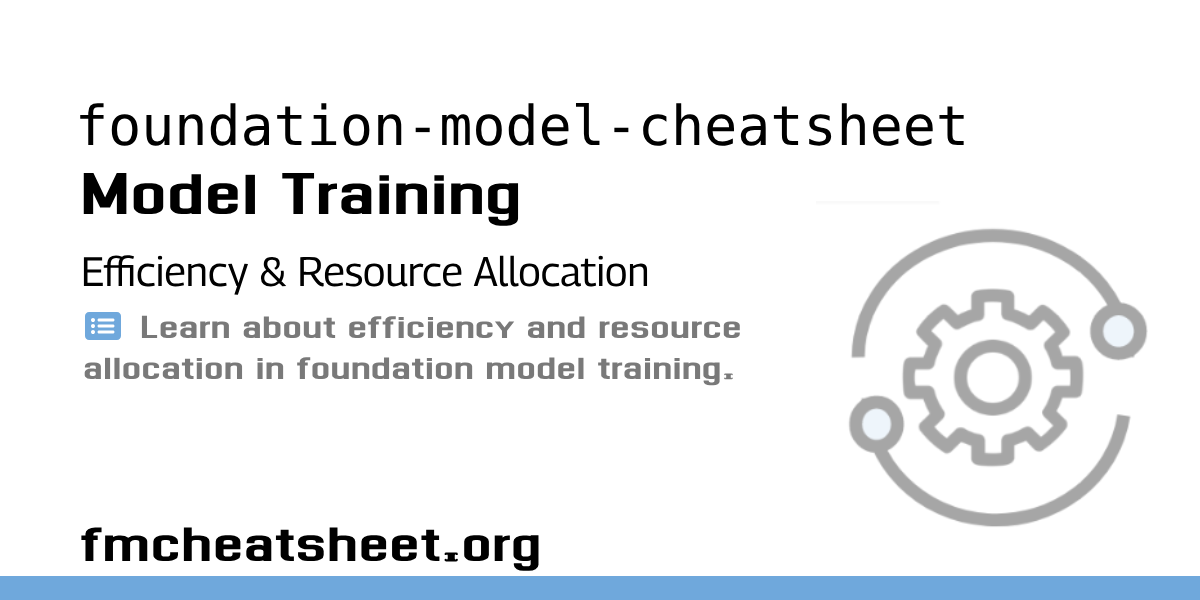 foundation-model-cheatsheet
Model Training
Efficiency & Resource Allocation
Learn about efficiency and resource
allocation in foundation model training.
fmcheatsheet.org